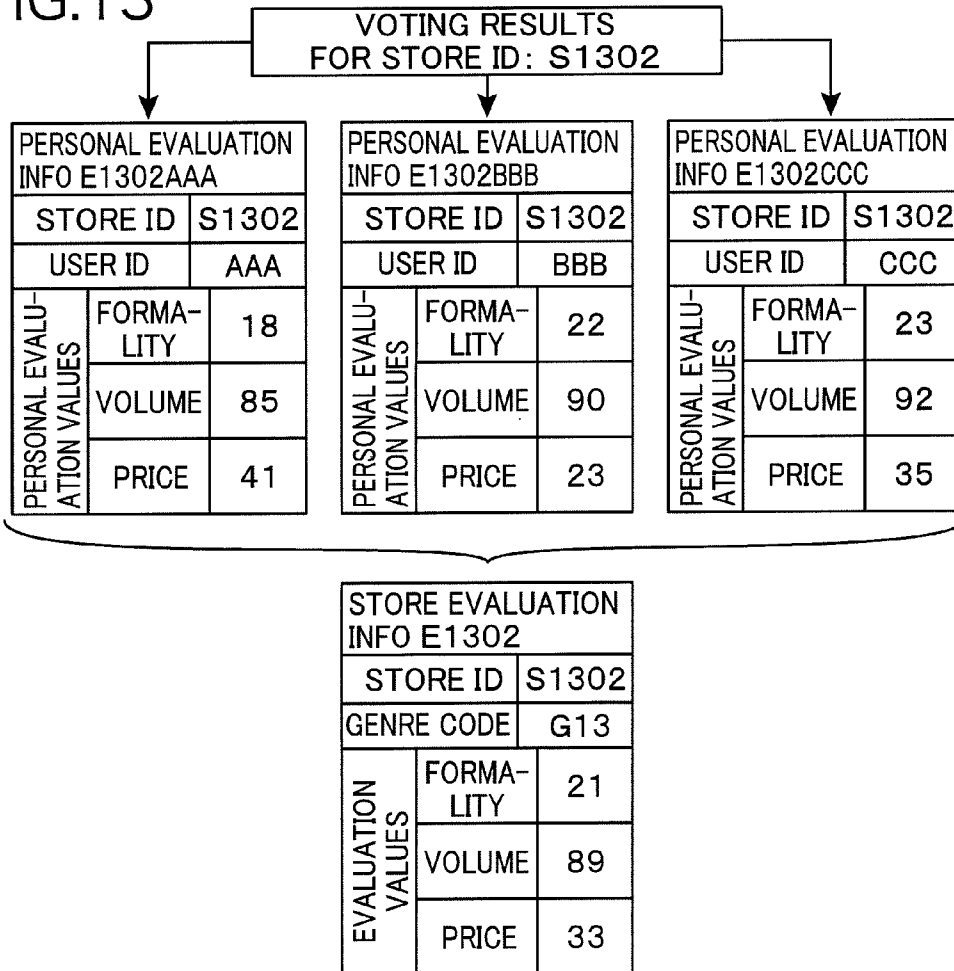 FIG.13
VOTING RESULTS
FOR STORE ID: S1302
PERSONAL EVALUATION
INFO E1302AAA
STORE ID S1302
USER ID AAA
PERSONAL EVALU-
ATION VALUES
FORMA-
LITY
18
VOLUME 85
PRICE 41
PERSONAL EVALUATION
INFO E1302BBB
STORE ID S1302
USER ID BBB
PERSONAL EVALU-
ATION VALUES
FORMA-
LITY
22
VOLUME 90
PRICE 23
PERSONAL EVALUATION
INFO E1302CCC
STORE ID S1302
USER ID CCC
PERSONAL EVALU-
ATION VALUES
FORMA-
LITY
23
VOLUME 92
PRICE 35
STORE EVALUATION
INFO E1302
STORE ID S1302
GENRE CODE G13
EVALUATION
VALUES
FORMA-
LITY
21
VOLUME 89
PRICE 33